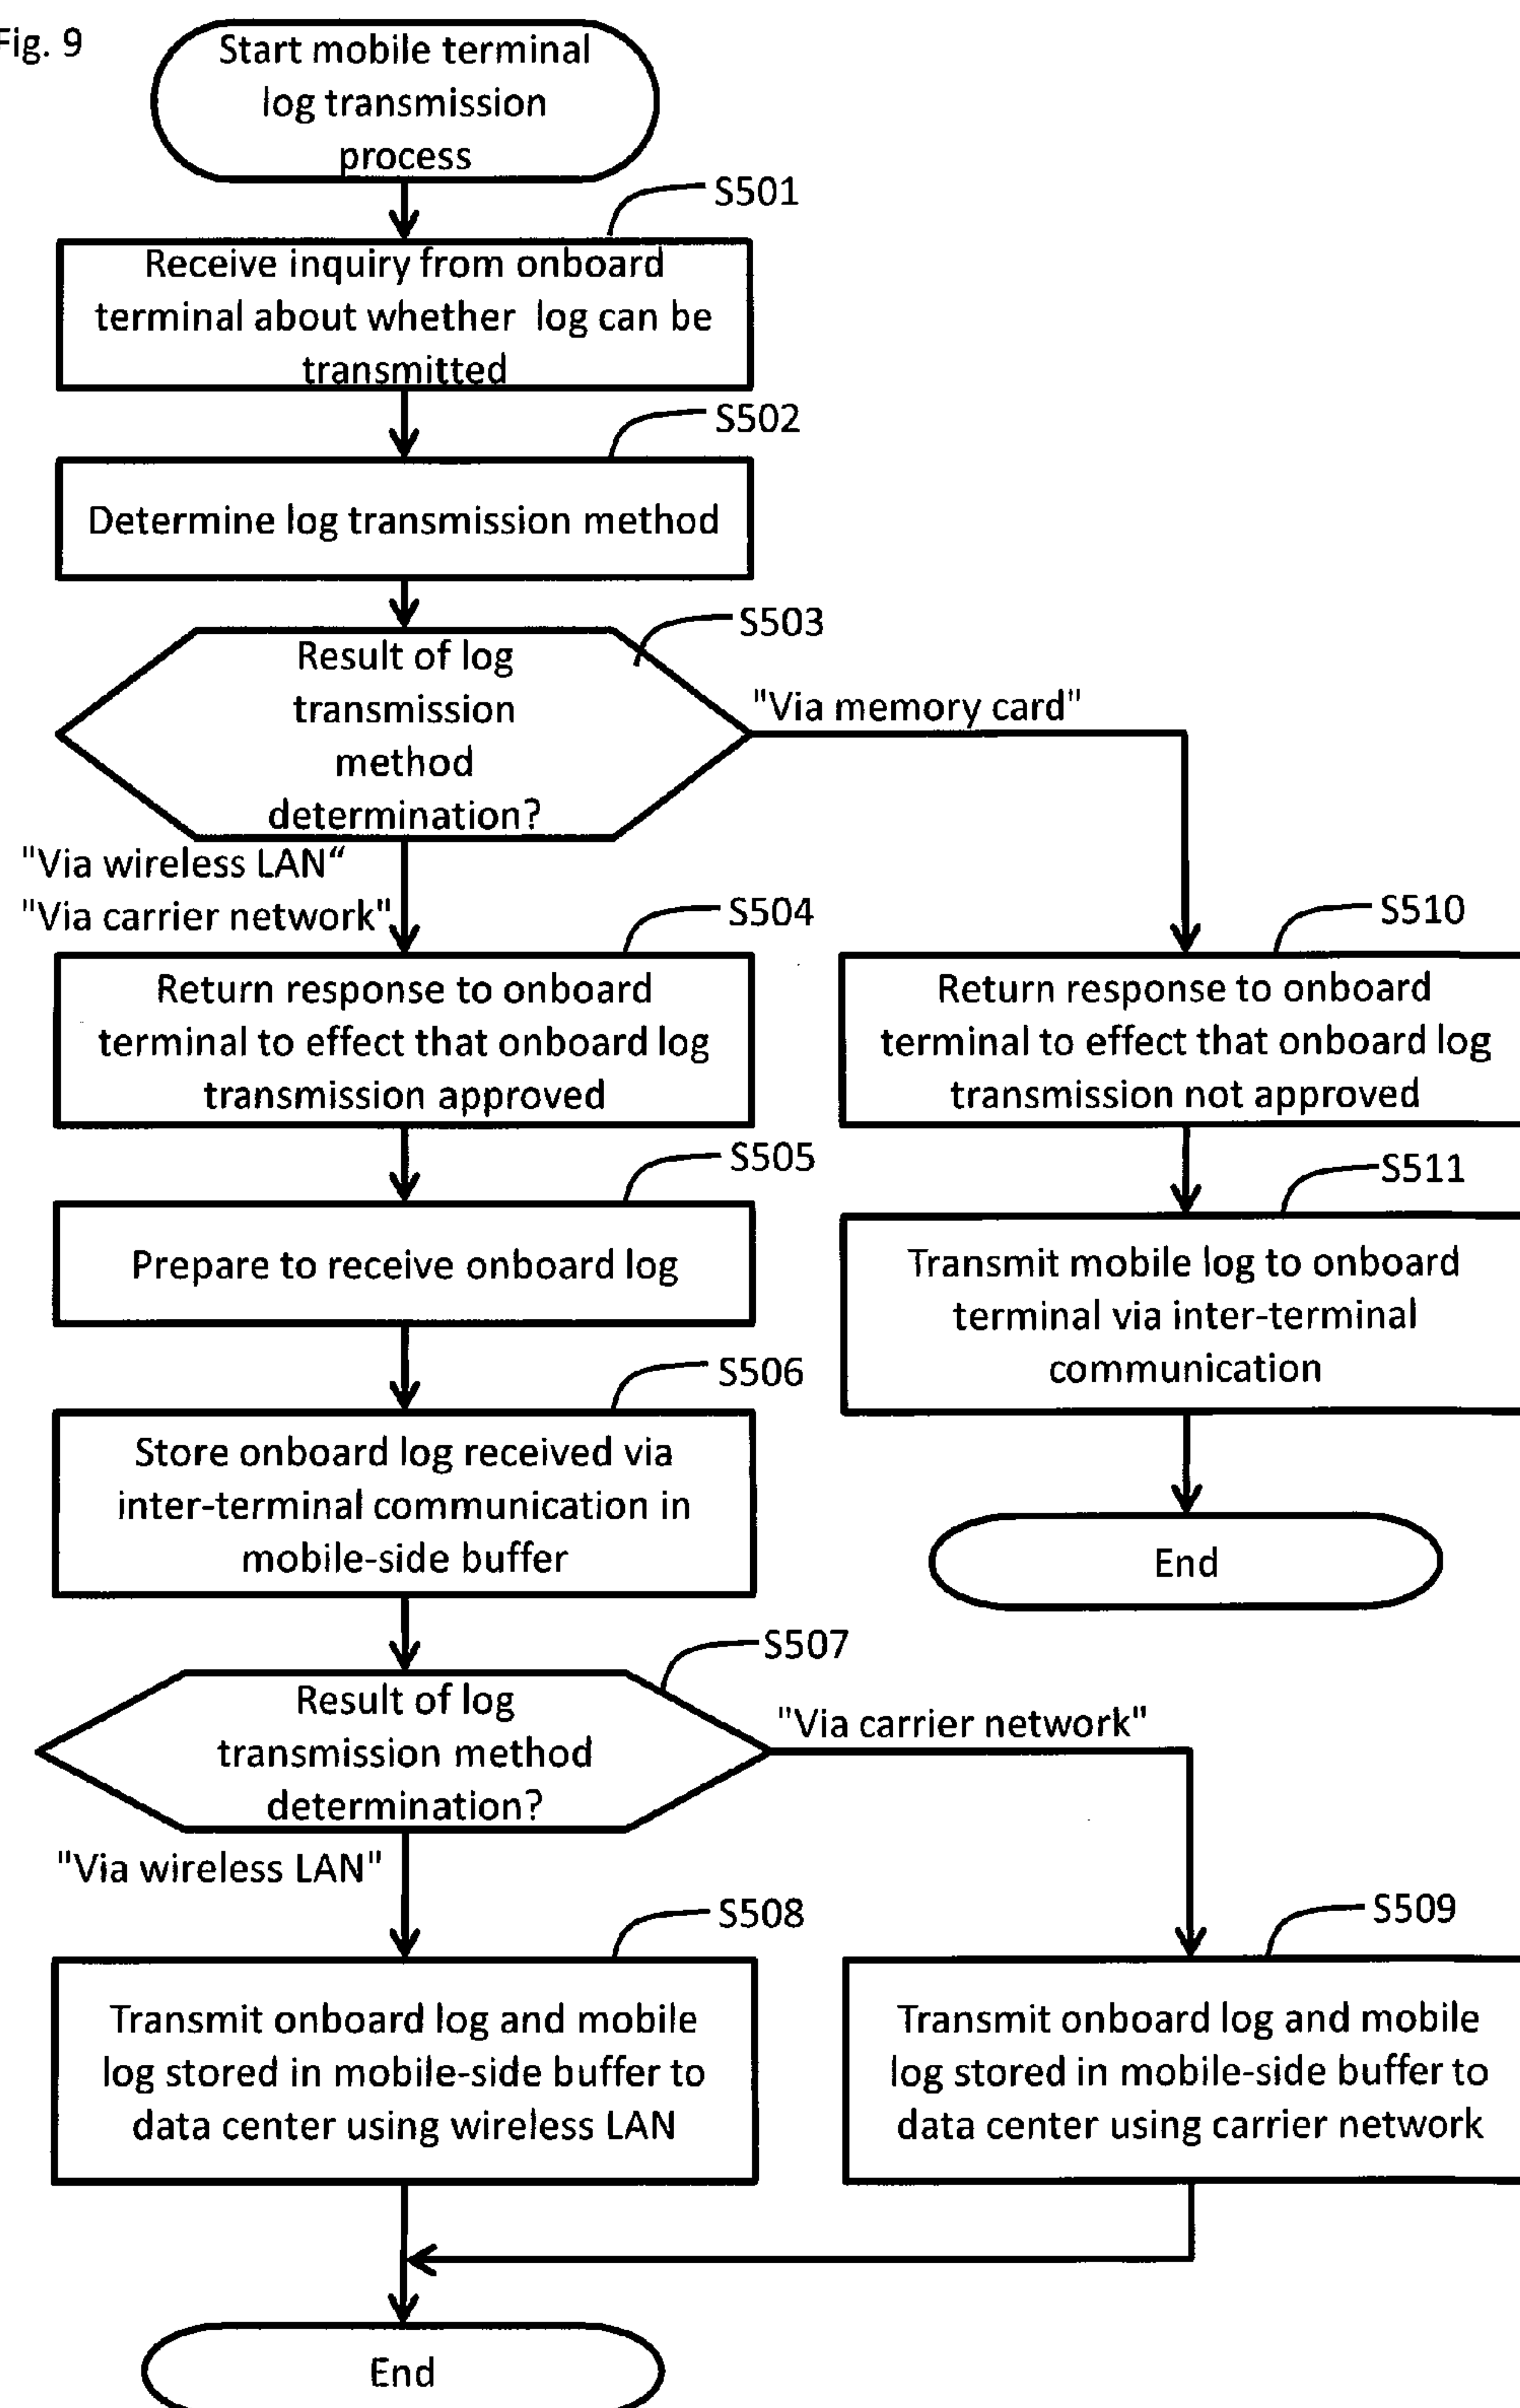 Fig. 9
Start mobile terminal
log transmission
process
S501
Receive inquiry from onboard
terminal about whether log can be
transmitted
S502
Determine log transmission method
S503
Result of log
transmission
method
determination?
"Via memory card"
"Via wireless LAN“
"Via carrier network"
S504
Return response to onboard
terminal to effect that onboard log
transmission approved
S510
Return response to onboard
terminal to effect that onboard log
transmission not approved
S505
Prepare to receive onboard log
S511
Transmit mobile log to onboard
terminal via inter-terminal
communication
S506
Store onboard log received via
inter-terminal communication in
mobile-side buffer
End
S507
Result of log
transmission method
determination?
"Via carrier network"
"Via wireless LAN"
S508
Transmit onboard log and mobile
log stored in mobile-side buffer to
data center using wireless LAN
S509
Transmit onboard log and mobile
log stored in mobile-side buffer to
data center using carrier network
End